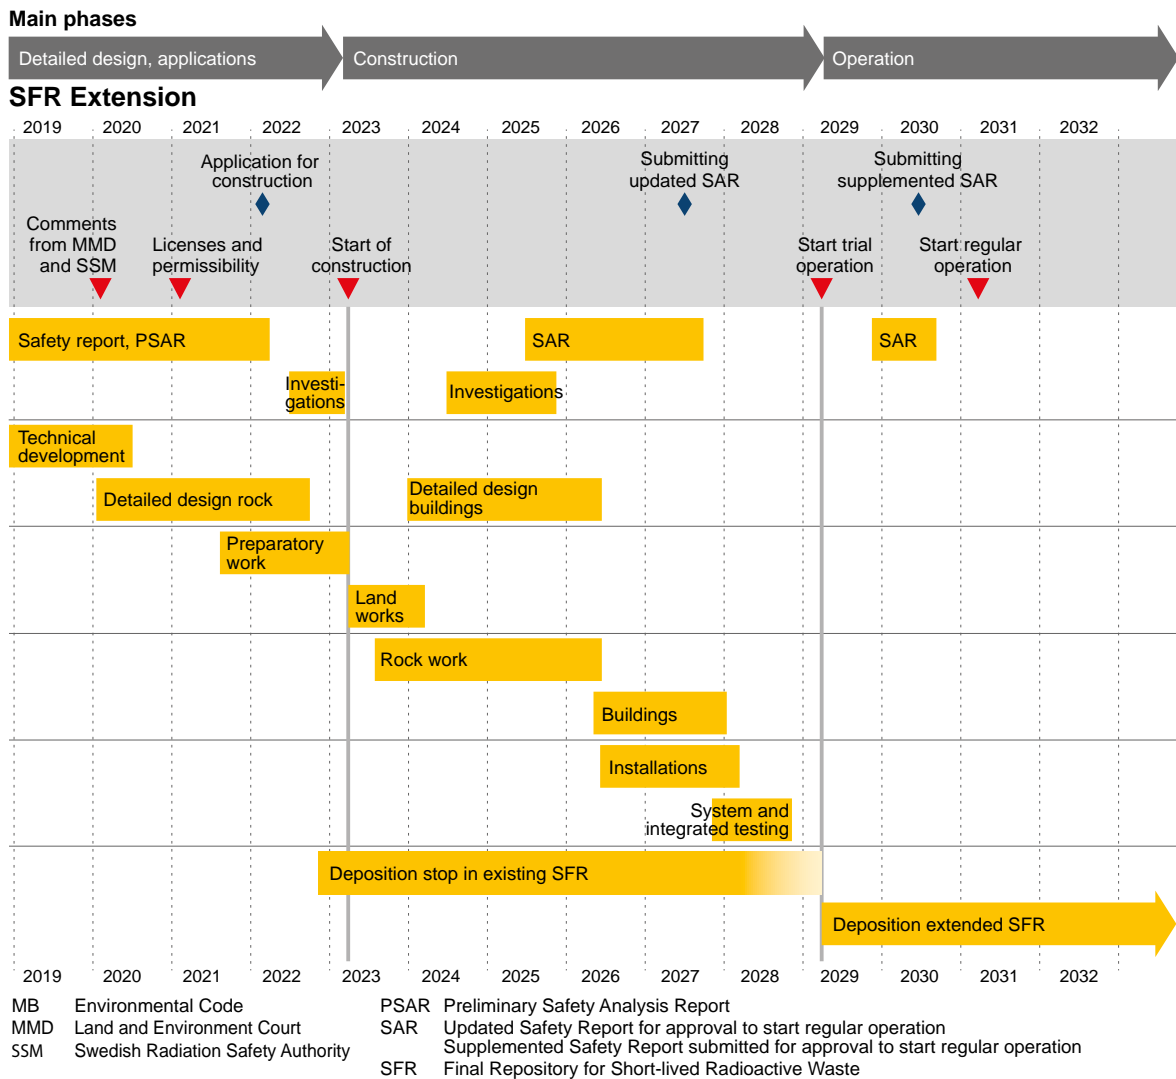 Main phases
Detailed design, applications
Construction
Operation
SFR Extension
2019 2020 2021 2022 2023 2024 2025 2026 2027 2028 2029 2030 2031 2032
Application for
construction
Submitting
updated SAR
Submitting
supplemented SAR
Comments
from MMD
and SSM
Licenses and
permissibility
Start of
construction
Start trial
operation
Start regular
operation
Safety report, PSAR
SAR
SAR
Investi-
gations
Investigations
Technical
development
Detailed design rock
Detailed design
buildings
Preparatory
work
Land
works
Rock work
Buildings
Installations
System and
integrated testing
Deposition stop in existing SFR
Deposition extended SFR
2019 2020 2021 2022 2023 2024 2025 2026 2027 2028 2029 2030 2031 2032
MB Environmental Code
MMD Land and Environment Court
SSM Swedish Radiation Safety Authority
PSAR Preliminary Safety Analysis Report
SAR Updated Safety Report for approval to start regular operation
Supplemented Safety Report submitted for approval to start regular operation
SFR Final Repository for Short-lived Radioactive Waste